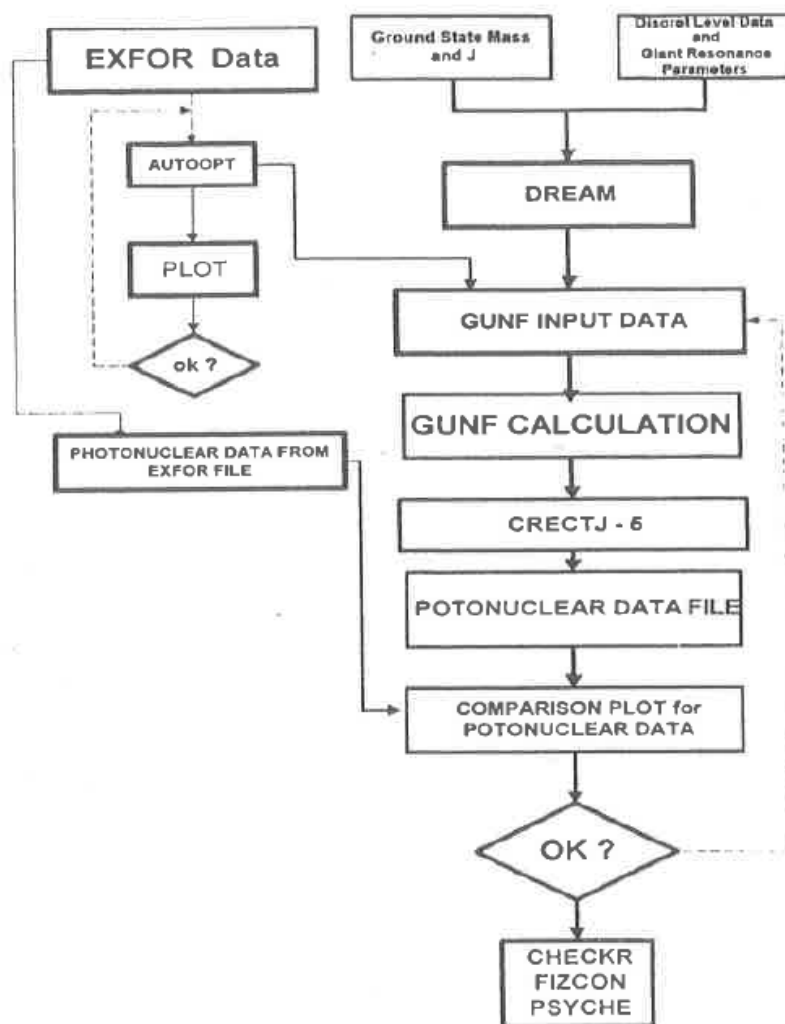 EXFOR Data
Ground State Mass
and J
Discret Level Data
and
Giant Resonance
Parameters
AUTOOPT
DREAM
PLOT
GUNF INPUT DATA
ok ?
GUNF CALCULATION
PHOTONUCLEAR DATA FROM
EXFOR FILE
CRECTJ - 5
POTONUCLEAR DATA FILE
COMPARISON PLOT for
POTONUCLEAR DATA
OK ?
CHECKR
FIZCON
PSYCHE